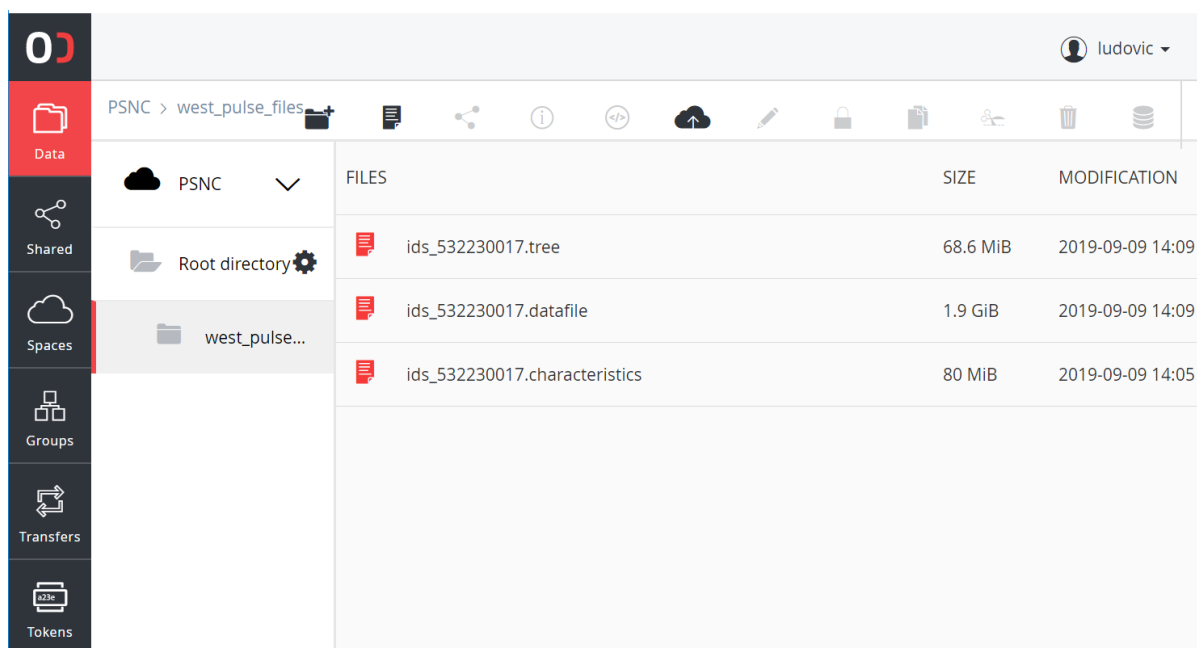 ludovic
Data
Shared
Spaces
Groups
Transfers
a23e
Tokens
PSNC > west_pulse_files
PSNC
Root directory
west_pulse...
FILES SIZE MODIFICATION
ids_532230017.tree 68.6 MiB 2019-09-09 14:09
ids_532230017.datafile 1.9 GiB 2019-09-09 14:09
ids_532230017.characteristics 80 MiB 2019-09-09 14:05